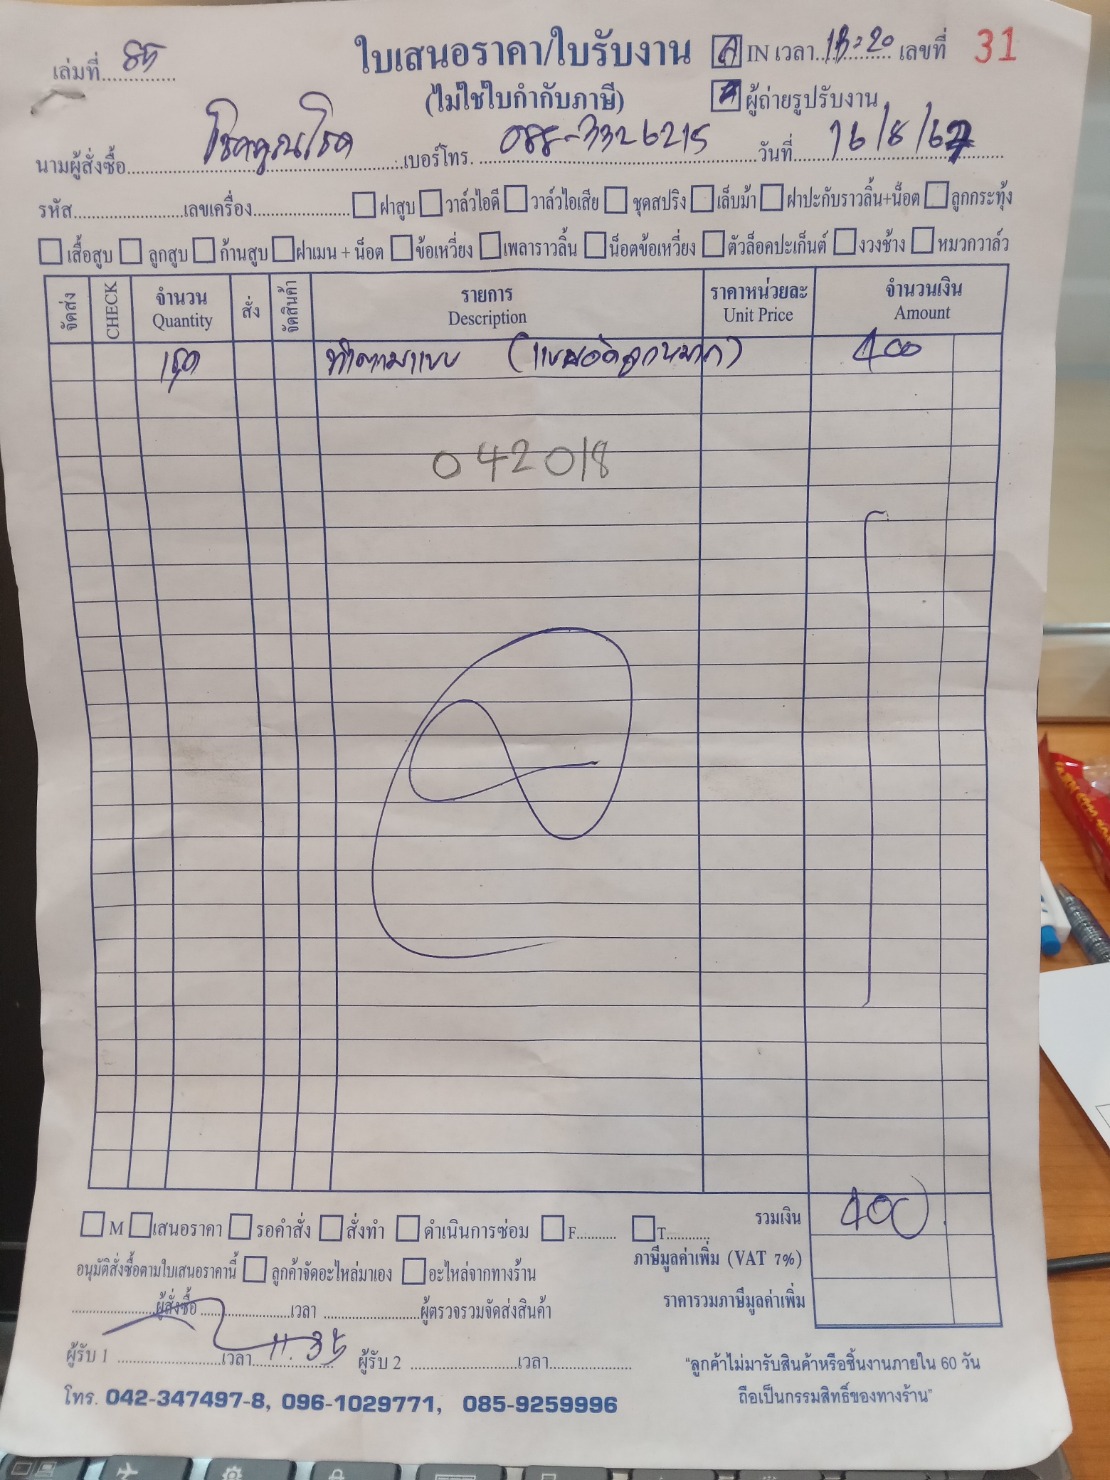 เล่มที่ 85 ใบเสนอราคา/ใบรับงาน IN เวลา 13:20 เลขที่ 31
(ไม่ใช่ใบกำกับภาษี) ผู้ถ่ายรูปรับงาน
นามผู้สั่งซื้อ โชคคูณโชค เบอร์โทร. 088-3326215 วันที่ 16/8/67
รหัส เลขเครื่อง ฝาสูบ วาล์วไอดี วาล์วไอเสีย ชุดสปริง เล็บม้า ฝาประกับราวลิ้น+น็อต ลูกกระทุ้ง
เสื้อสูบ ลูกสูบ ก้านสูบ ฝาเมน + น็อต ข้อเหวี่ยง เพลาราวลิ้น น็อตข้อเหวี่ยง ตัวล็อคปะเก็นต์ งวงช้าง หมวกวาล์ว
จัดส่ง CHECK จำนวน สั่ง จัดสินค้า รายการ ราคาหน่วยละ จำนวนเงิน
Quantity Description Unit Price Amount
ทำตามแบบ 400
042018
M เสนอราคา รอคำสั่ง สั่งทำ ดำเนินการซ่อม F T รวมเงิน 400
ภาษีมูลค่าเพิ่ม (VAT 7%)
อนุมัติสั่งซื้อตามใบเสนอราคานี้ ลูกค้าจัดอะไหล่มาเอง อะไหล่จากทางร้าน
ผู้สั่งซื้อ เวลา ผู้ตรวจรวมจัดส่งสินค้า ราคารวมภาษีมูลค่าเพิ่ม
ผู้รับ 1 เวลา 11.35 ผู้รับ 2 เวลา
"ลูกค้าไม่มารับสินค้าหรือชิ้นงานภายใน 60 วัน
ถือเป็นกรรมสิทธิ์ของทางร้าน"
โทร. 042-347497-8, 096-1029771, 085-9259996